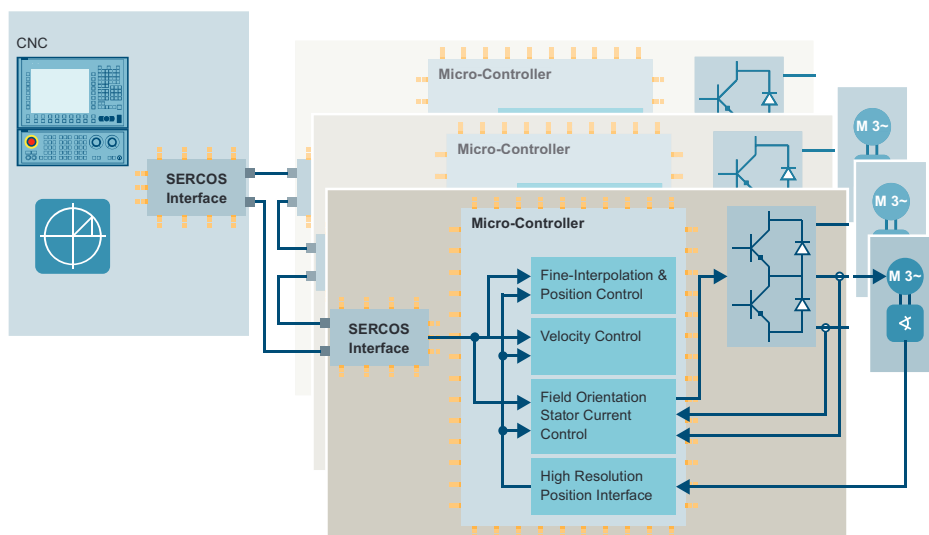 CNC
SERCOS
Interface
Micro-Controller
Micro-Controller
Micro-Controller
SERCOS
Interface
Fine-Interpolation &
Position Control
Velocity Control
Field Orientation
Stator Current
Control
High Resolution
Position Interface
M 3~
M 3~
M 3~